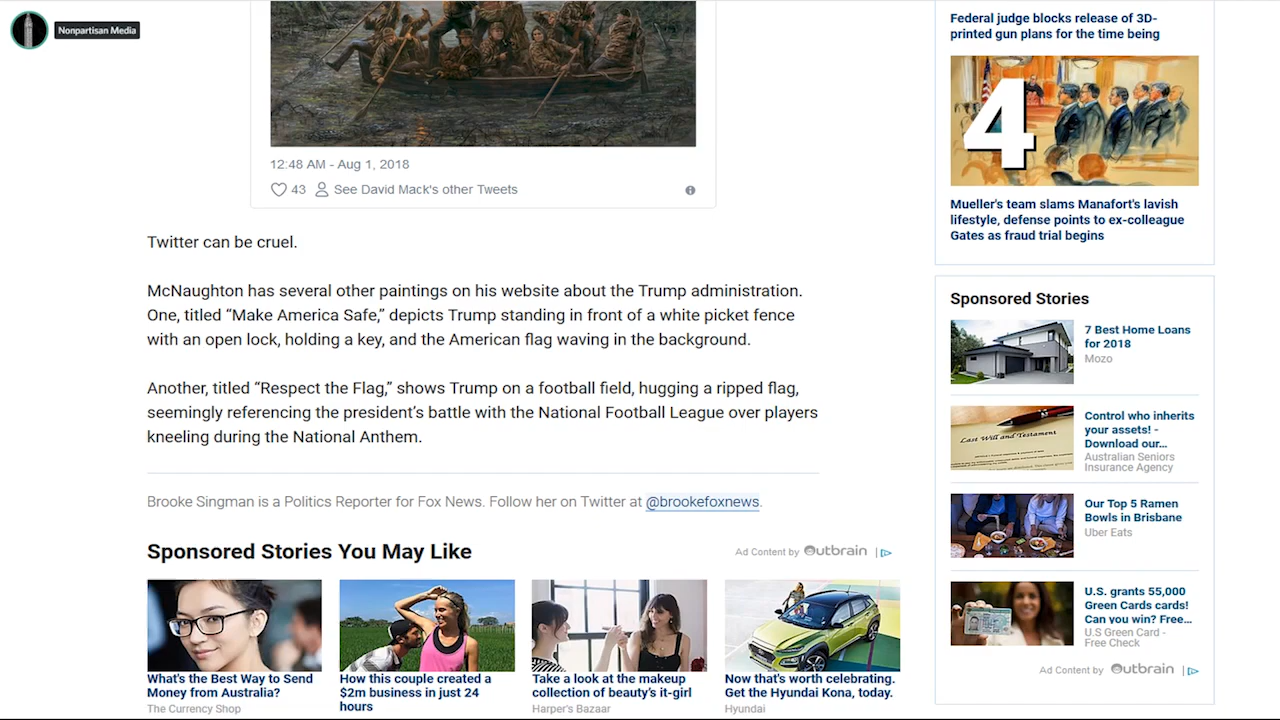 Nonpartisan Media
12:48 AM - Aug 1, 2018
43 See David Mack's other Tweets
Twitter can be cruel.
McNaughton has several other paintings on his website about the Trump administration.
One, titled “Make America Safe,” depicts Trump standing in front of a white picket fence
with an open lock, holding a key, and the American flag waving in the background.
Another, titled “Respect the Flag,” shows Trump on a football field, hugging a ripped flag,
seemingly referencing the president’s battle with the National Football League over players
kneeling during the National Anthem.
Brooke Singman is a Politics Reporter for Fox News. Follow her on Twitter at @brookefoxnews.
Sponsored Stories You May Like
Ad Content by Outbrain
What's the Best Way to Send
Money from Australia?
The Currency Shop
How this couple created a
$2m business in just 24
hours
Take a look at the makeup
collection of beauty’s it-girl
Harper's Bazaar
Now that's worth celebrating.
Get the Hyundai Kona, today.
Hyundai
Federal judge blocks release of 3D-
printed gun plans for the time being
4
Mueller's team slams Manafort's lavish
lifestyle, defense points to ex-colleague
Gates as fraud trial begins
Sponsored Stories
7 Best Home Loans
for 2018
Mozo
Last Will and Testament
Control who inherits
your assets! -
Download our...
Australian Seniors
Insurance Agency
Our Top 5 Ramen
Bowls in Brisbane
Uber Eats
U.S. grants 55,000
Green Cards cards!
Can you win? Free...
U.S Green Card -
Free Check
Ad Content by Outbrain